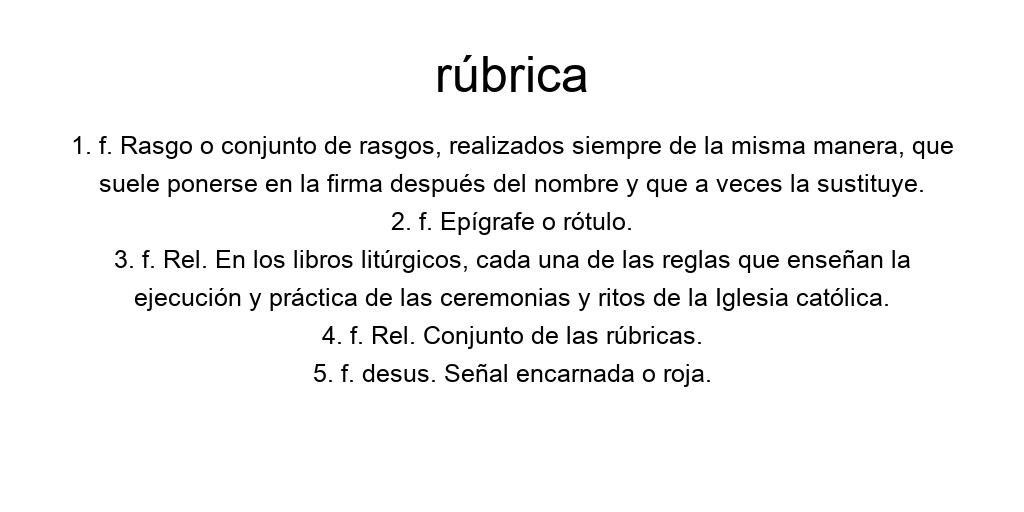 rúbrica
1. f. Rasgo o conjunto de rasgos, realizados siempre de la misma manera, que
suele ponerse en la firma después del nombre y que a veces la sustituye.
2. f. Epígrafe o rótulo.
3. f. Rel. En los libros litúrgicos, cada una de las reglas que enseñan la
ejecución y práctica de las ceremonias y ritos de la Iglesia católica.
4. f. Rel. Conjunto de las rúbricas.
5. f. desus. Señal encarnada o roja.